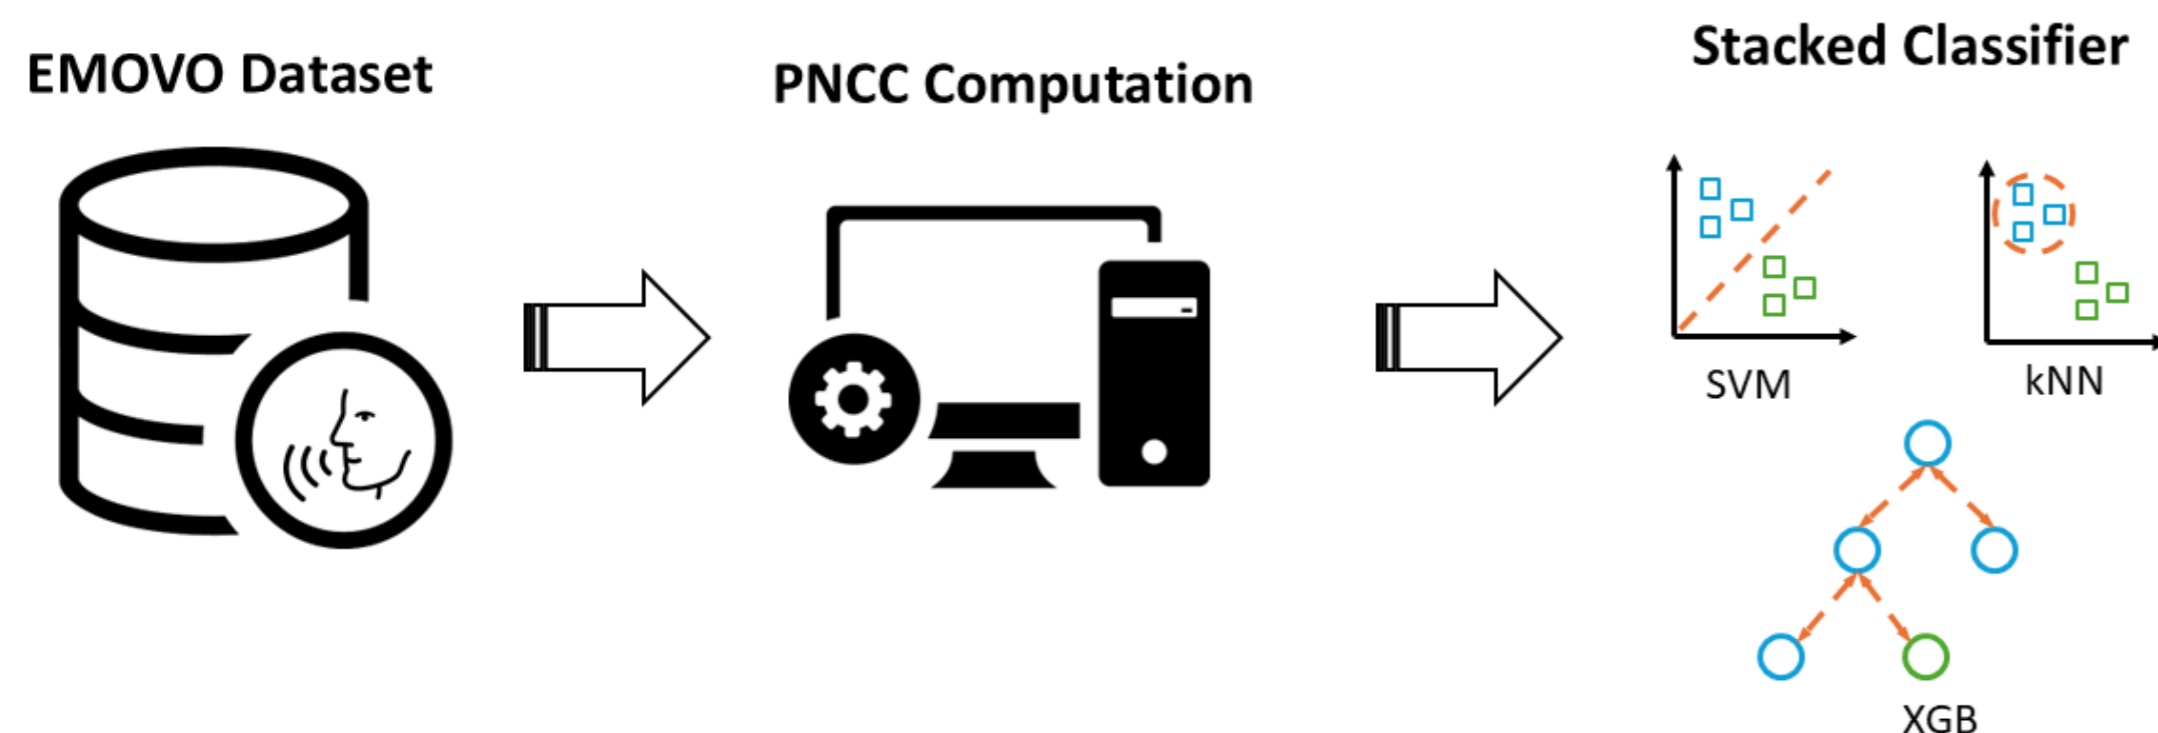 EMOVO Dataset
PNCC Computation
Stacked Classifier
SVM
kNN
XGB